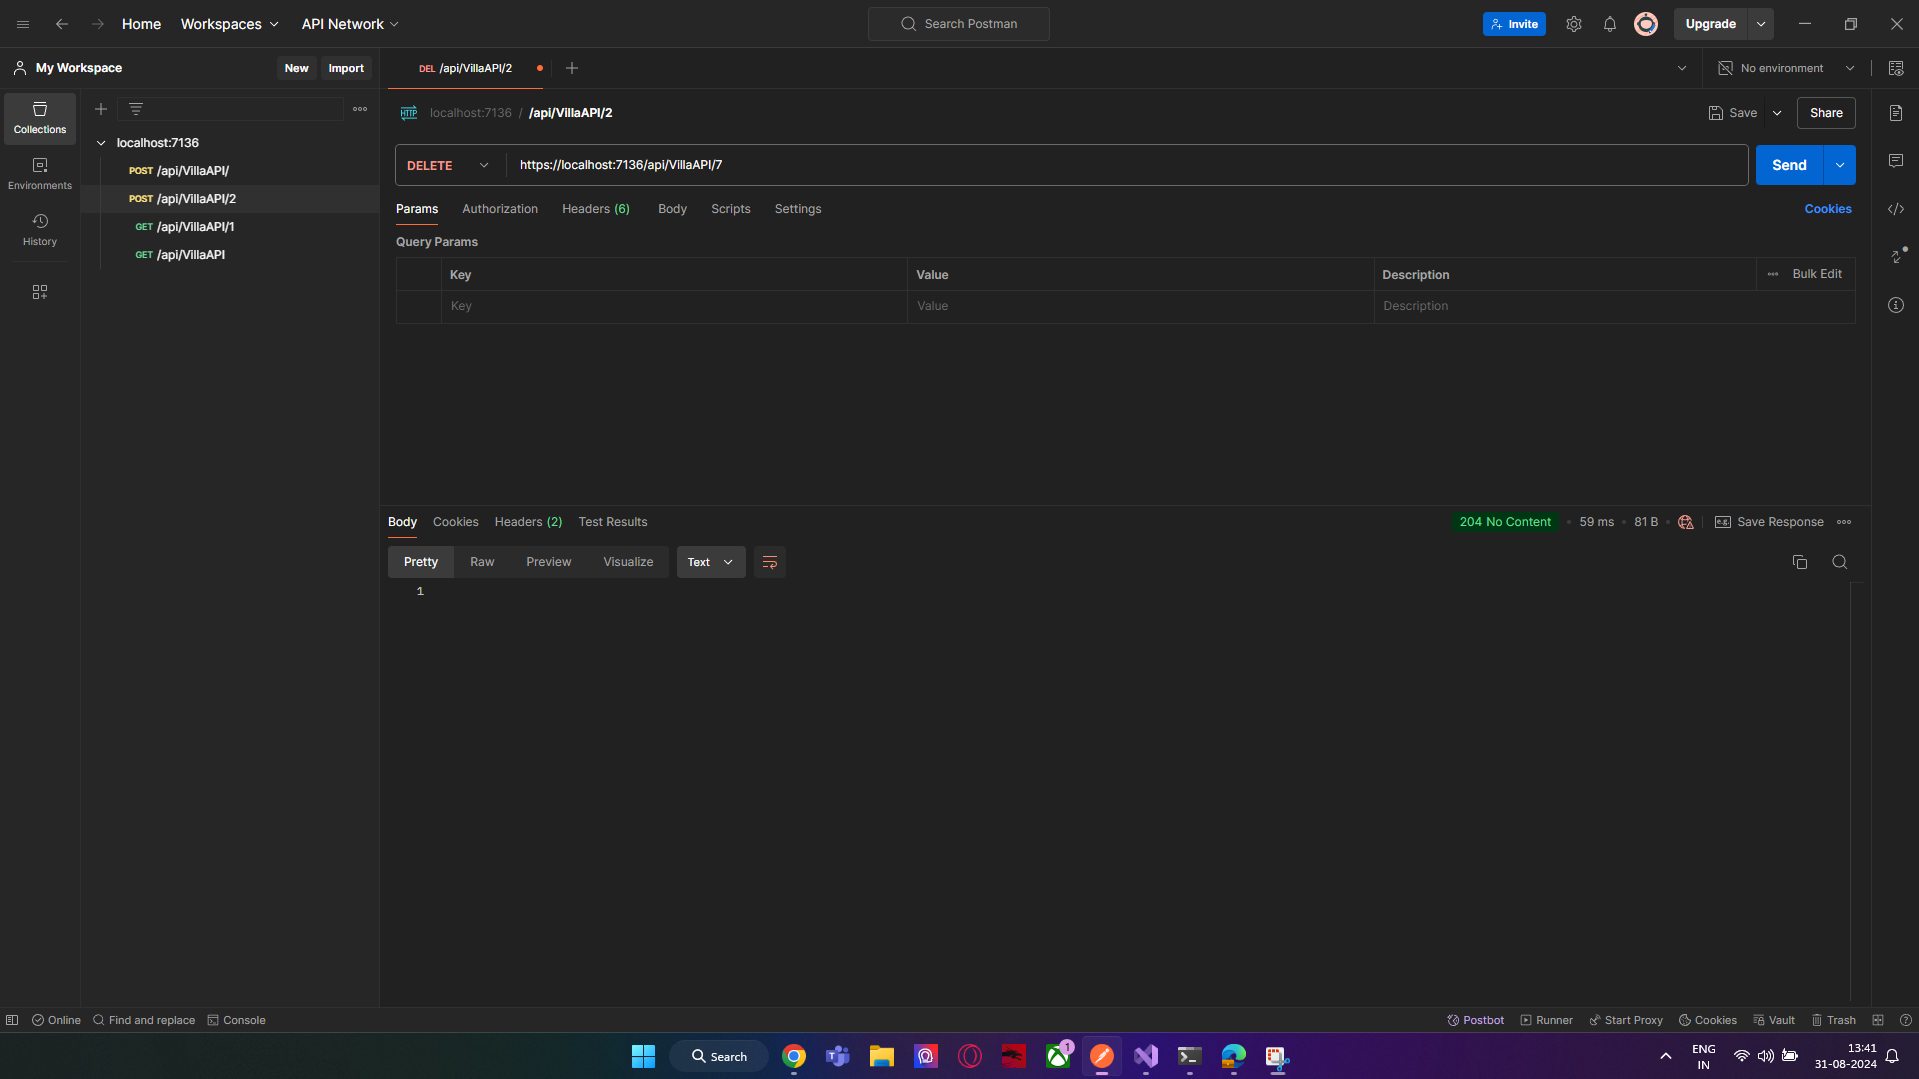 Home Workspaces API Network Search Postman Invite Upgrade
My Workspace New Import DEL /api/VillaAPI/2 No environment
Collections
Environments
History
localhost:7136
POST /api/VillaAPI/
POST /api/VillaAPI/2
GET /api/VillaAPI/1
GET /api/VillaAPI
HTTP localhost:7136 / /api/VillaAPI/2 Save Share
DELETE https://localhost:7136/api/VillaAPI/7 Send
Params Authorization Headers (6) Body Scripts Settings Cookies
Query Params
Key Value Description Bulk Edit
Key Value Description
Body Cookies Headers (2) Test Results 204 No Content 59 ms 81 B e.g. Save Response
Pretty Raw Preview Visualize Text
1
Online Find and replace Console Postbot Runner Start Proxy Cookies Vault Trash
Search 1 ENG 13:41
IN 31-08-2024